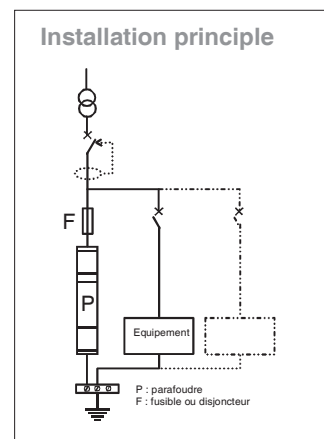 Installation principle
F
P
Equipement
P : parafoudre
F : fusible ou disjoncteur